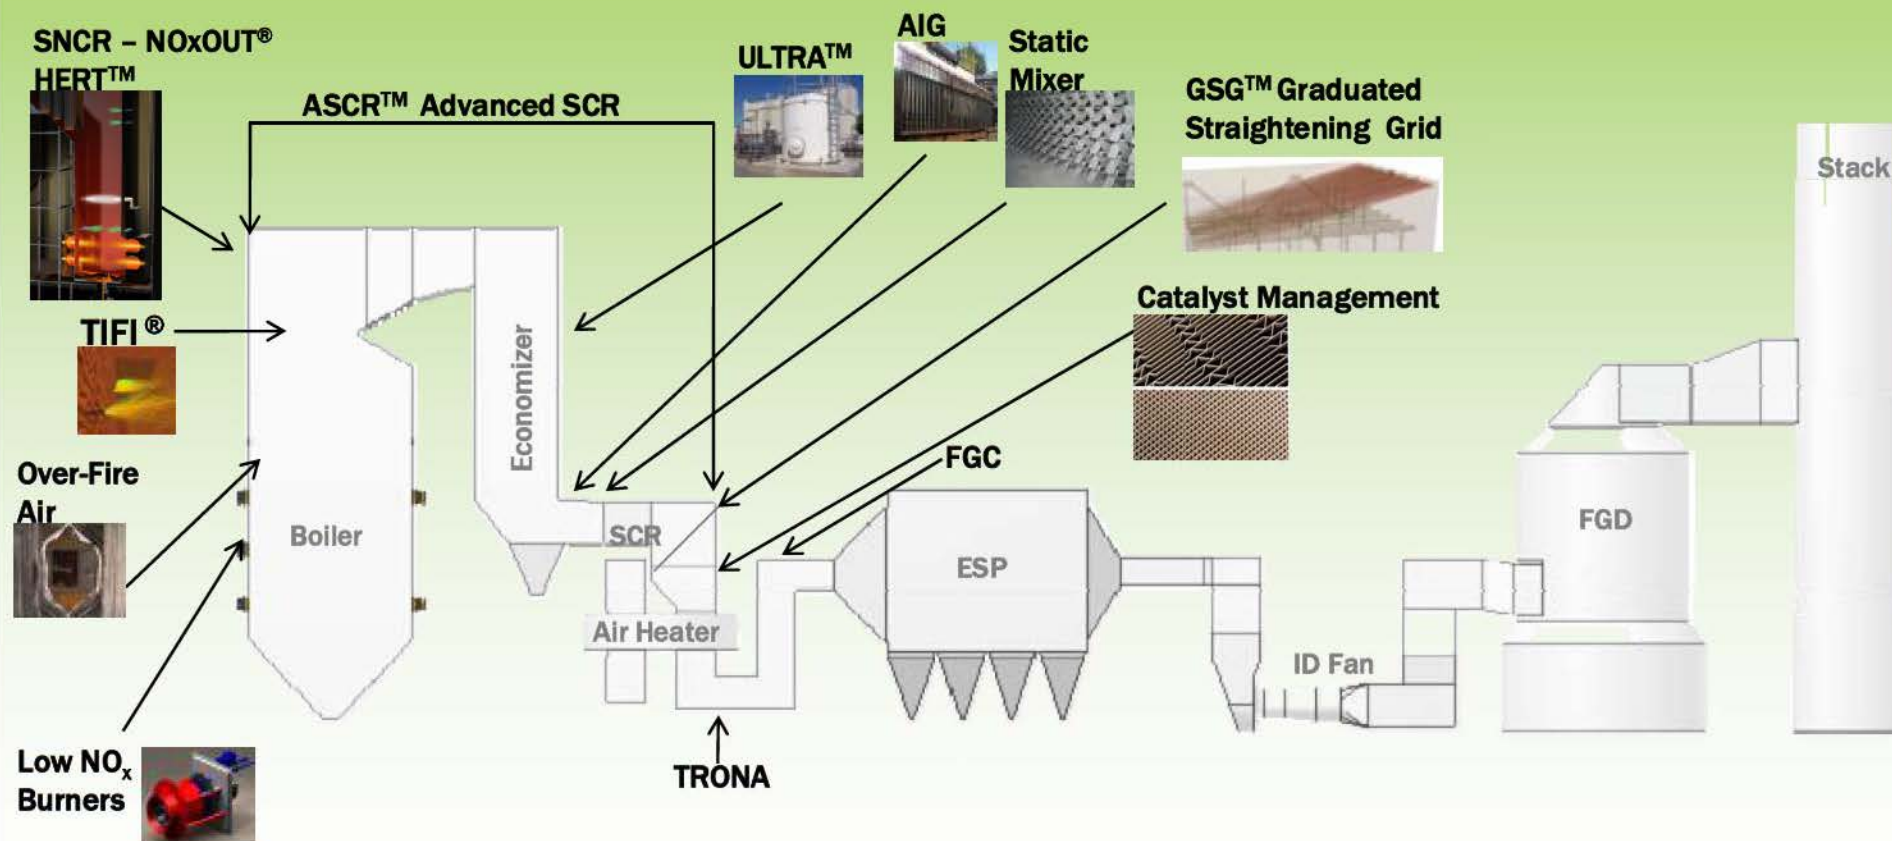 SNCR – NOxOUT®
HERT™
ASCR™ Advanced SCR
ULTRA™
AIG
Static
Mixer
GSG™ Graduated
Straightening Grid
Stack
TIFI ®
Catalyst Management
Economizer
Over-Fire
Air
FGC
Boiler
SCR
ESP
FGD
Air Heater
ID Fan
Low NOₓ
Burners
TRONA